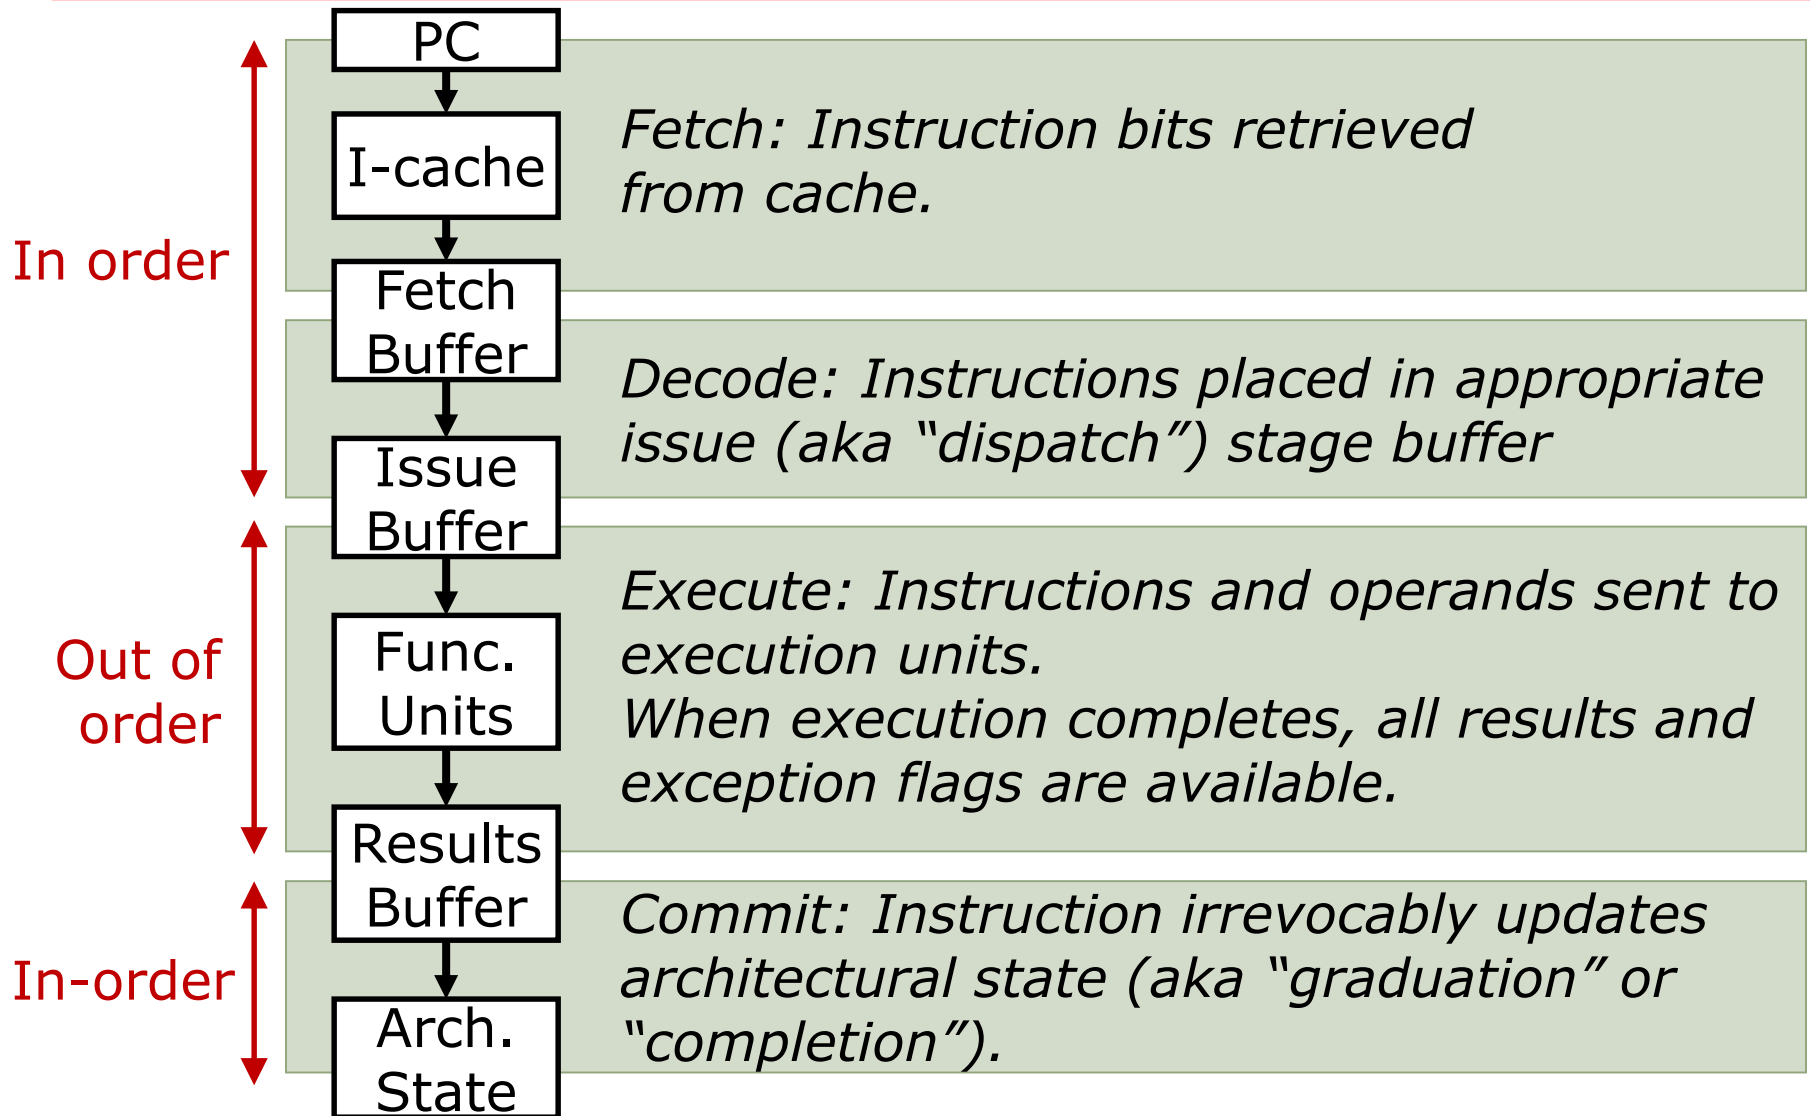 PC
I-cache
Fetch: Instruction bits retrieved
from cache.
In order
Fetch
Buffer
Decode: Instructions placed in appropriate
issue (aka “dispatch”) stage buffer
Issue
Buffer
Execute: Instructions and operands sent to
execution units.
When execution completes, all results and
exception flags are available.
Out of
order
Func.
Units
Results
Buffer
Commit: Instruction irrevocably updates
architectural state (aka “graduation” or
“completion”).
In-order
Arch.
State